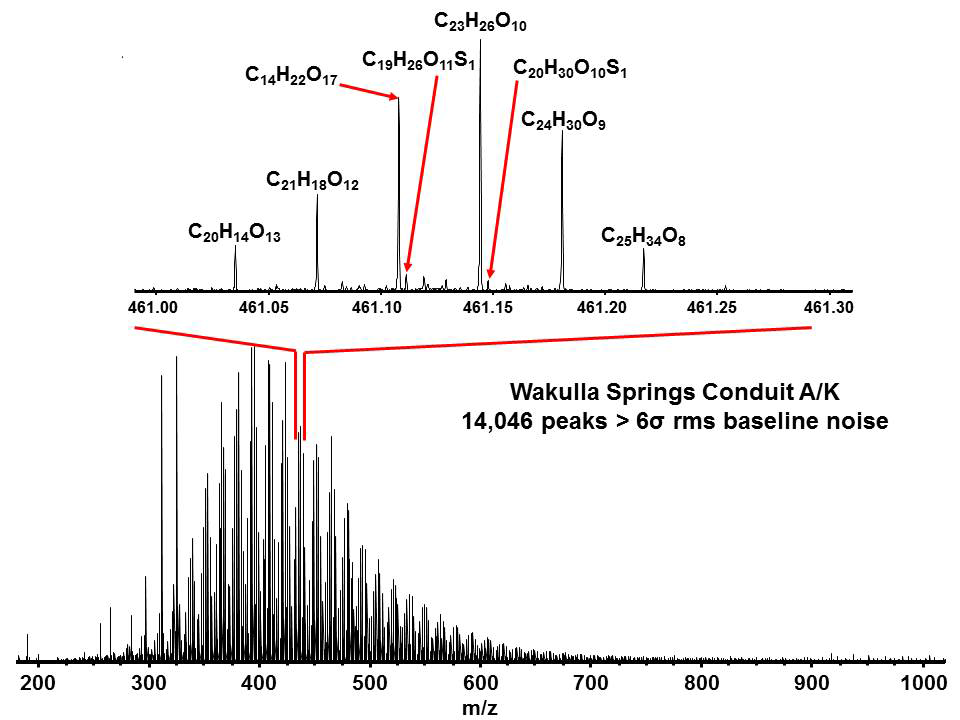 C₂₃H₂₆O₁₀
C₁₉H₂₆O₁₁S₁
C₂₀H₃₀O₁₀S₁
C₁₄H₂₂O₁₇
C₂₄H₃₀O₉
C₂₁H₁₈O₁₂
C₂₀H₁₄O₁₃
C₂₅H₃₄O₈
461.00 461.05 461.10 461.15 461.20 461.25 461.30
Wakulla Springs Conduit A/K
14,046 peaks > 6σ rms baseline noise
200 300 400 500 600 700 800 900 1000
m/z